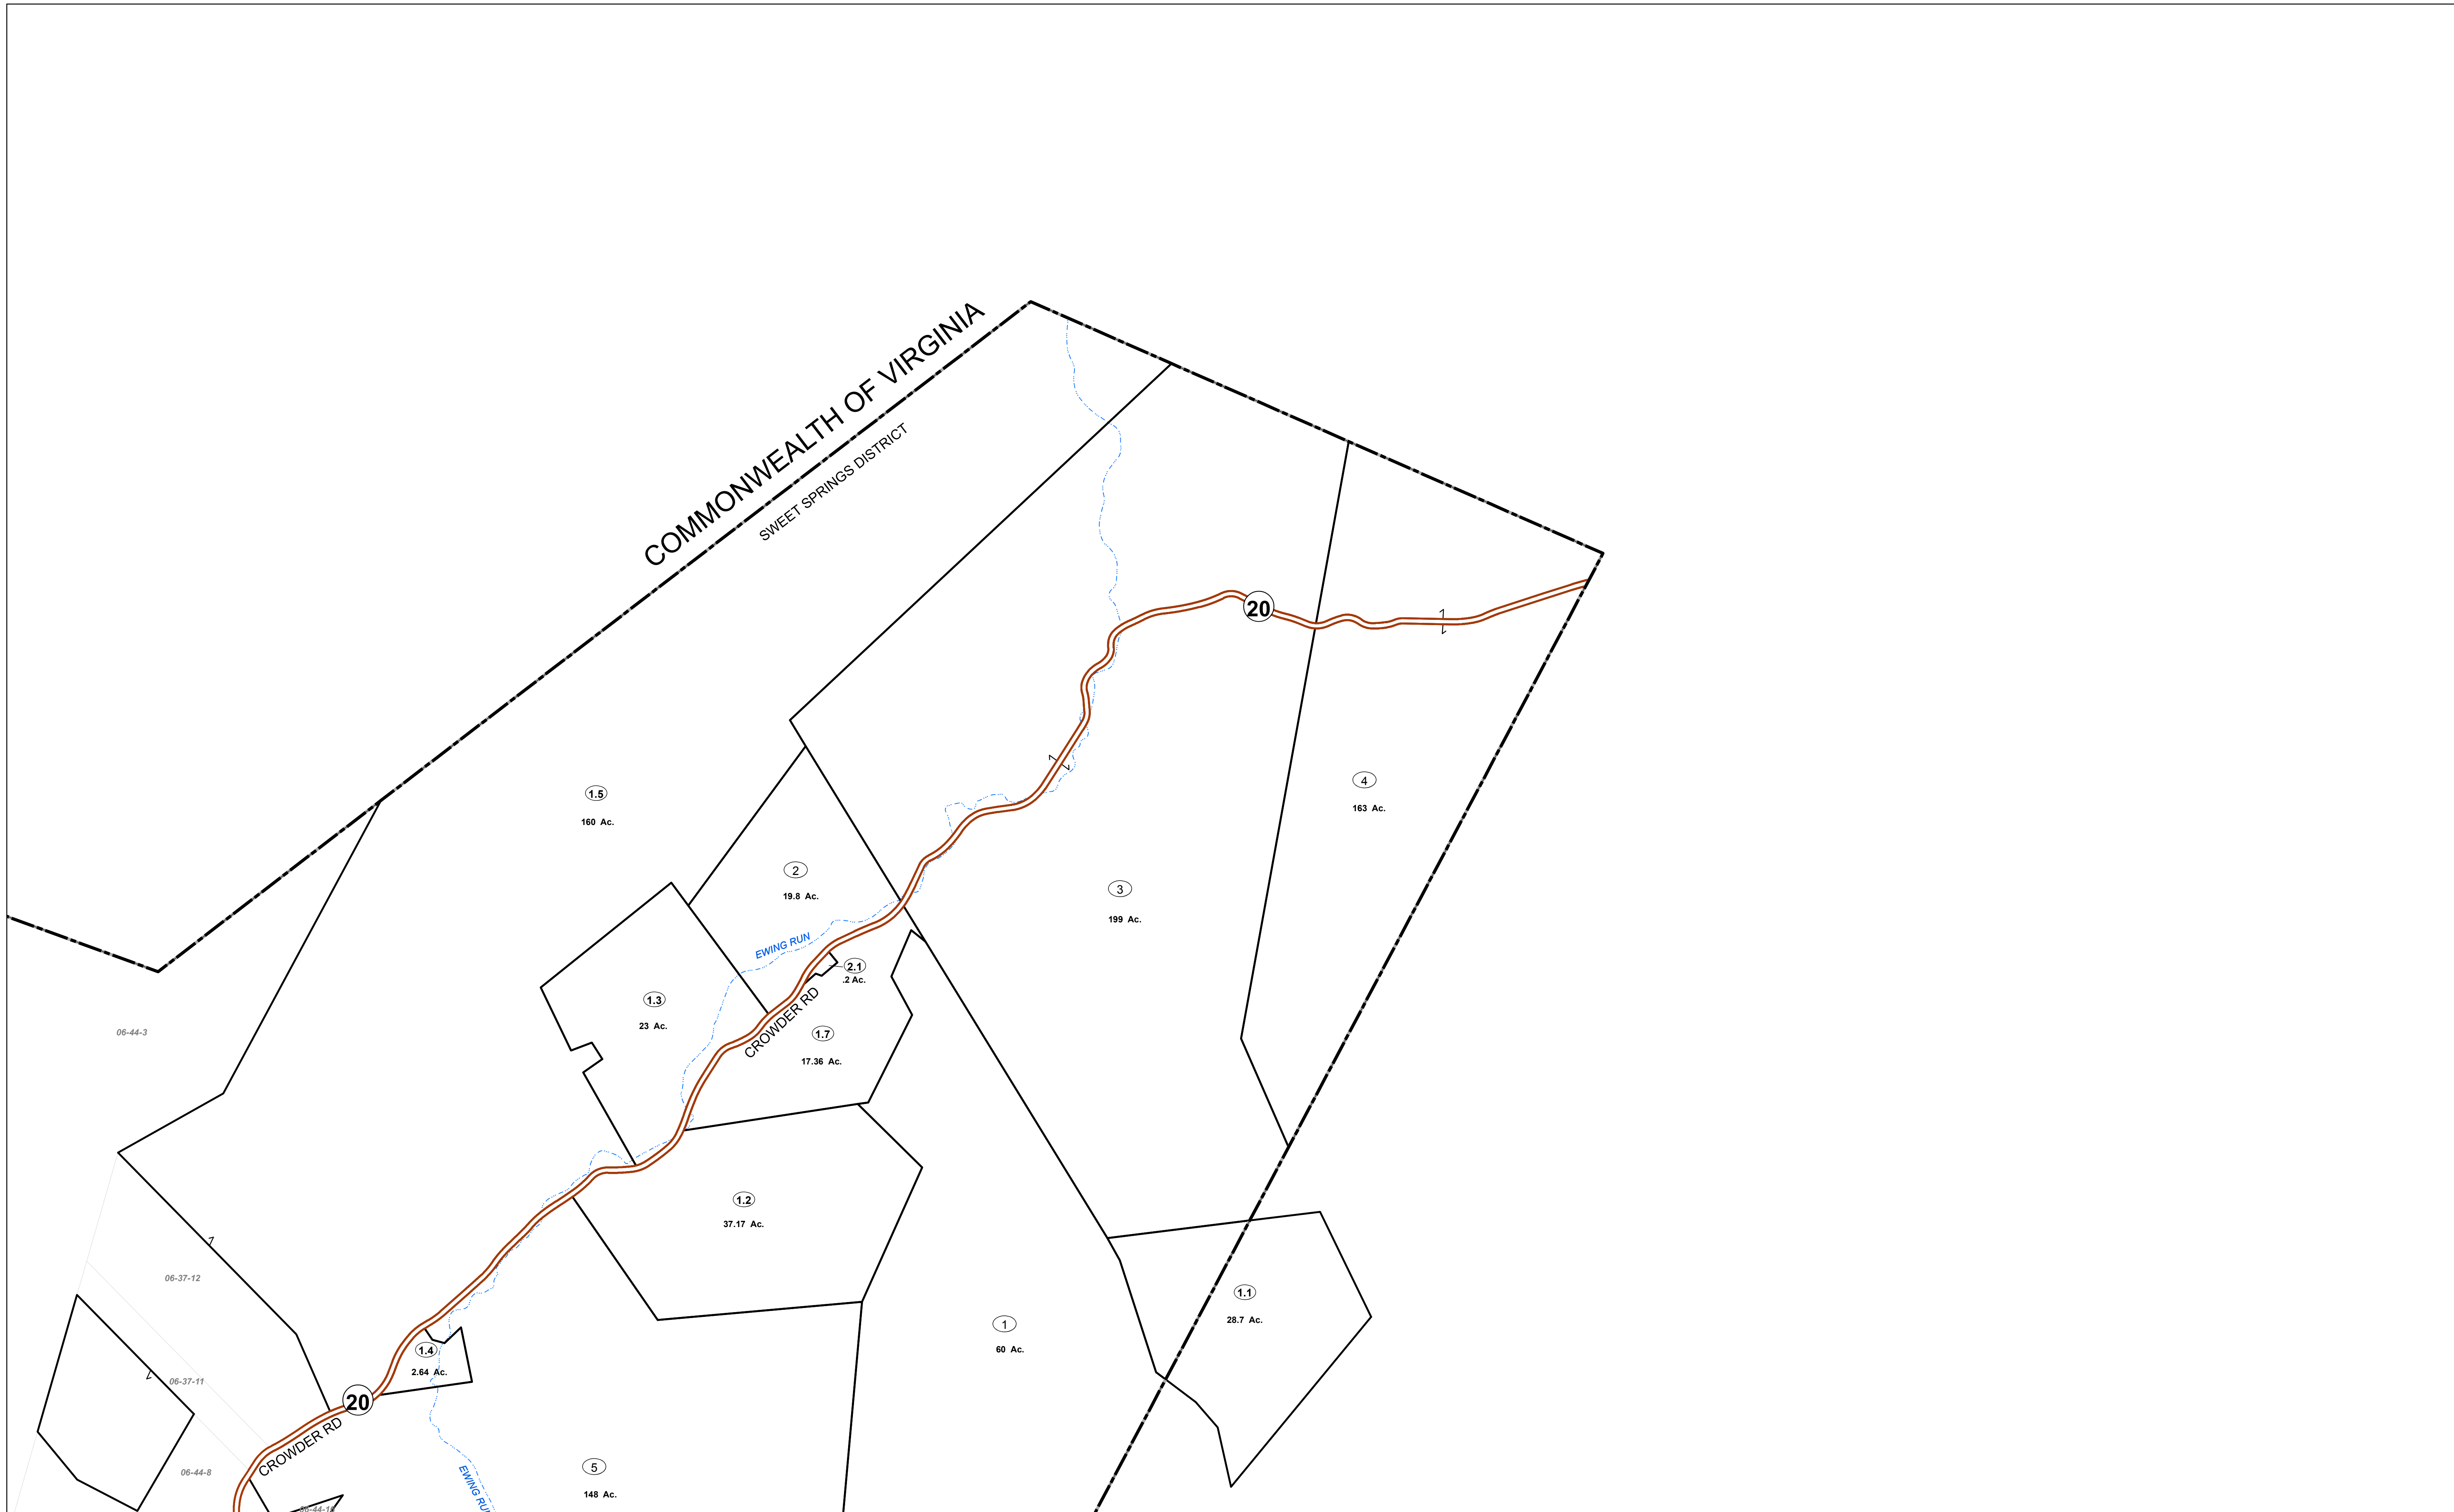 COMMONWEALTH OF VIRGINIA
SWEET SPRINGS DISTRICT
20
1.5
160 Ac.
4
163 Ac.
2
19.8 Ac.
3
199 Ac.
EWING RUN
2.1
.2 Ac.
1.3
23 Ac.
CROWDER RD
1.7
17.36 Ac.
06-44-3
1.2
37.17 Ac.
06-37-12
1.1
28.7 Ac.
1
60 Ac.
1.4
2.64 Ac.
06-37-11
20
CROWDER RD
06-44-8
EWING RUN
5
148 Ac.